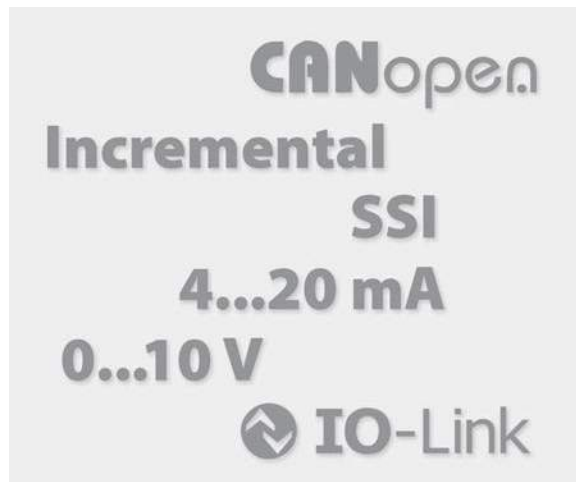 CANopen
Incremental
SSI
4...20 mA
0...10 V
IO-Link